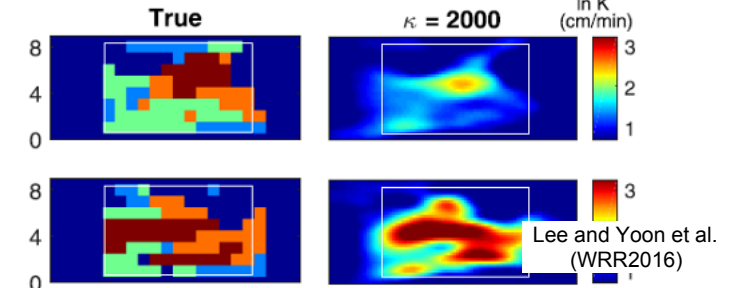 True
κ = 2000
ln K
(cm/min)
8
4
0
3
2
1
8
4
0
3
1
Lee and Yoon et al.
(WRR2016)